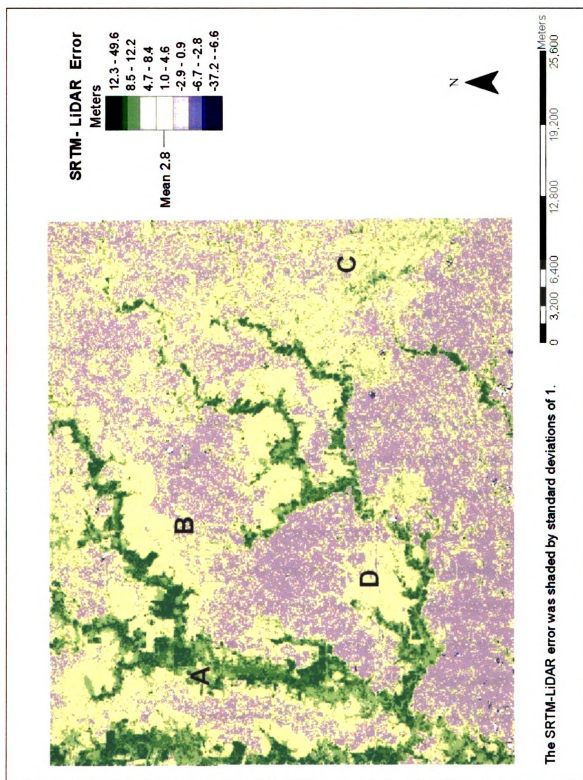 SRTM- LiDAR Error
Meters
12.3 - 49.6
8.5 - 12.2
4.7 - 8.4
1.0 - 4.6
-2.9 - 0.9
-6.7 - -2.8
-37.2 - -6.6
Mean 2.8
A
B
C
D
N
Meters
0 3,200 6,400 12,800 19,200 25,600
The SRTM-LiDAR error was shaded by standard deviations of 1.